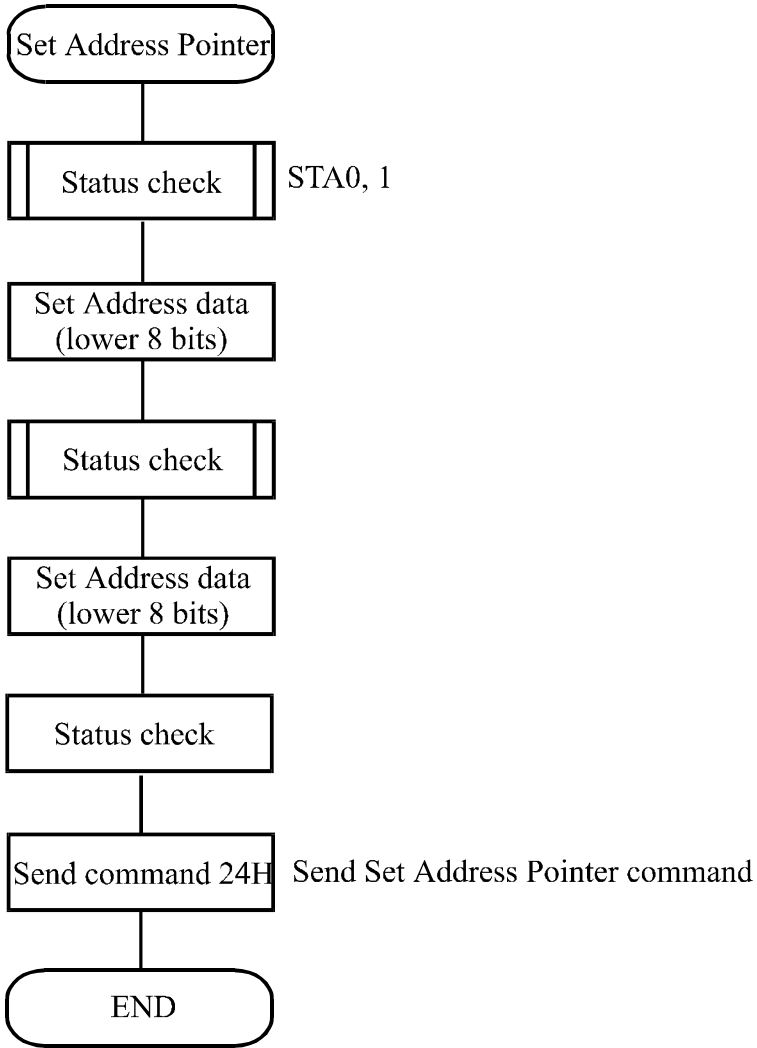 Set Address Pointer
Status check
STA0, 1
Set Address data
(lower 8 bits)
Status check
Set Address data
(lower 8 bits)
Status check
Send command 24H
Send Set Address Pointer command
END